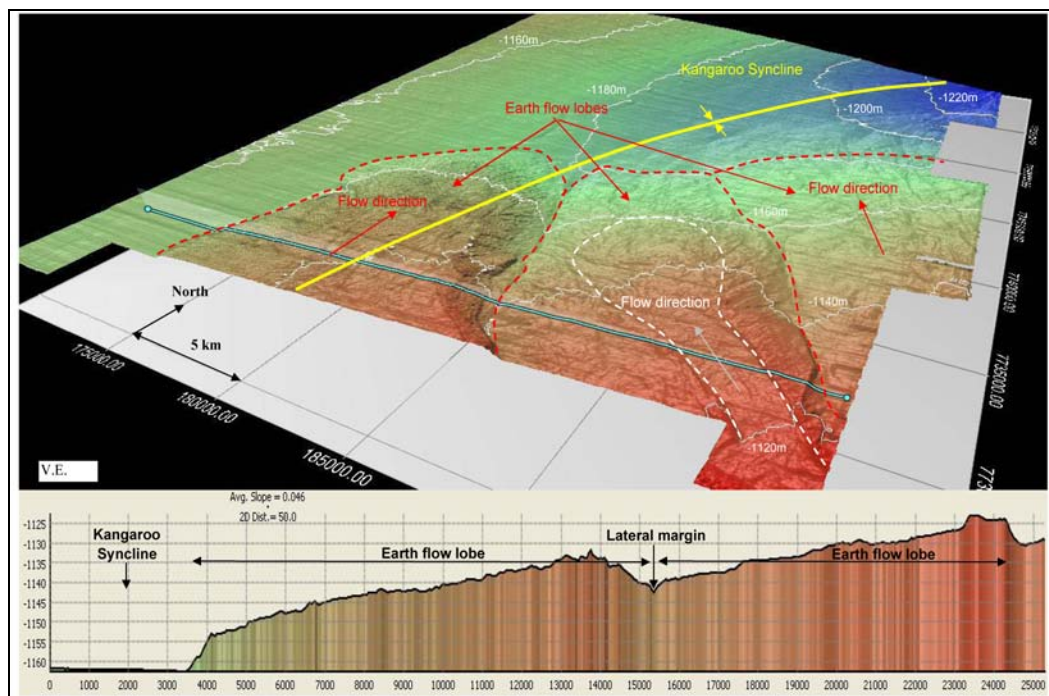 -1160m
Kangaroo Syncline
-1180m
-1220m
-1200m
Earth flow lobes
Flow direction
Flow direction
-1160m
North
Flow direction
-1140m
5 km
175000.00
180000.00
7735000.00
185000.00
-1120m
V.E.
773
Avg. Slope = 0.046
2D Dist.= 50.0
-1125
Kangaroo
Syncline
Lateral margin
-1130
Earth flow lobe
Earth flow lobe
-1135
-1140
-1145
-1150
-1155
-1160
0 1000 2000 3000 4000 5000 6000 7000 8000 9000 10000 11000 12000 13000 14000 15000 16000 17000 18000 19000 20000 21000 22000 23000 24000 25000